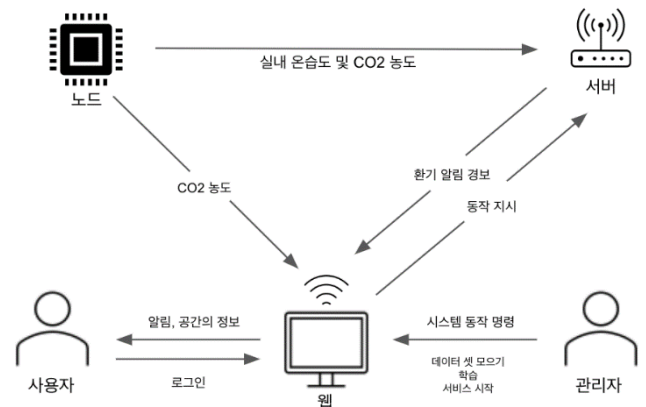 실내 온습도 및 CO2 농도
노드
서버
환기 알림 경보
CO2 농도
동작 지시
알림, 공간의 정보
시스템 동작 명령
로그인
데이터 셋 모으기
학습
서비스 시작
사용자
웹
관리자